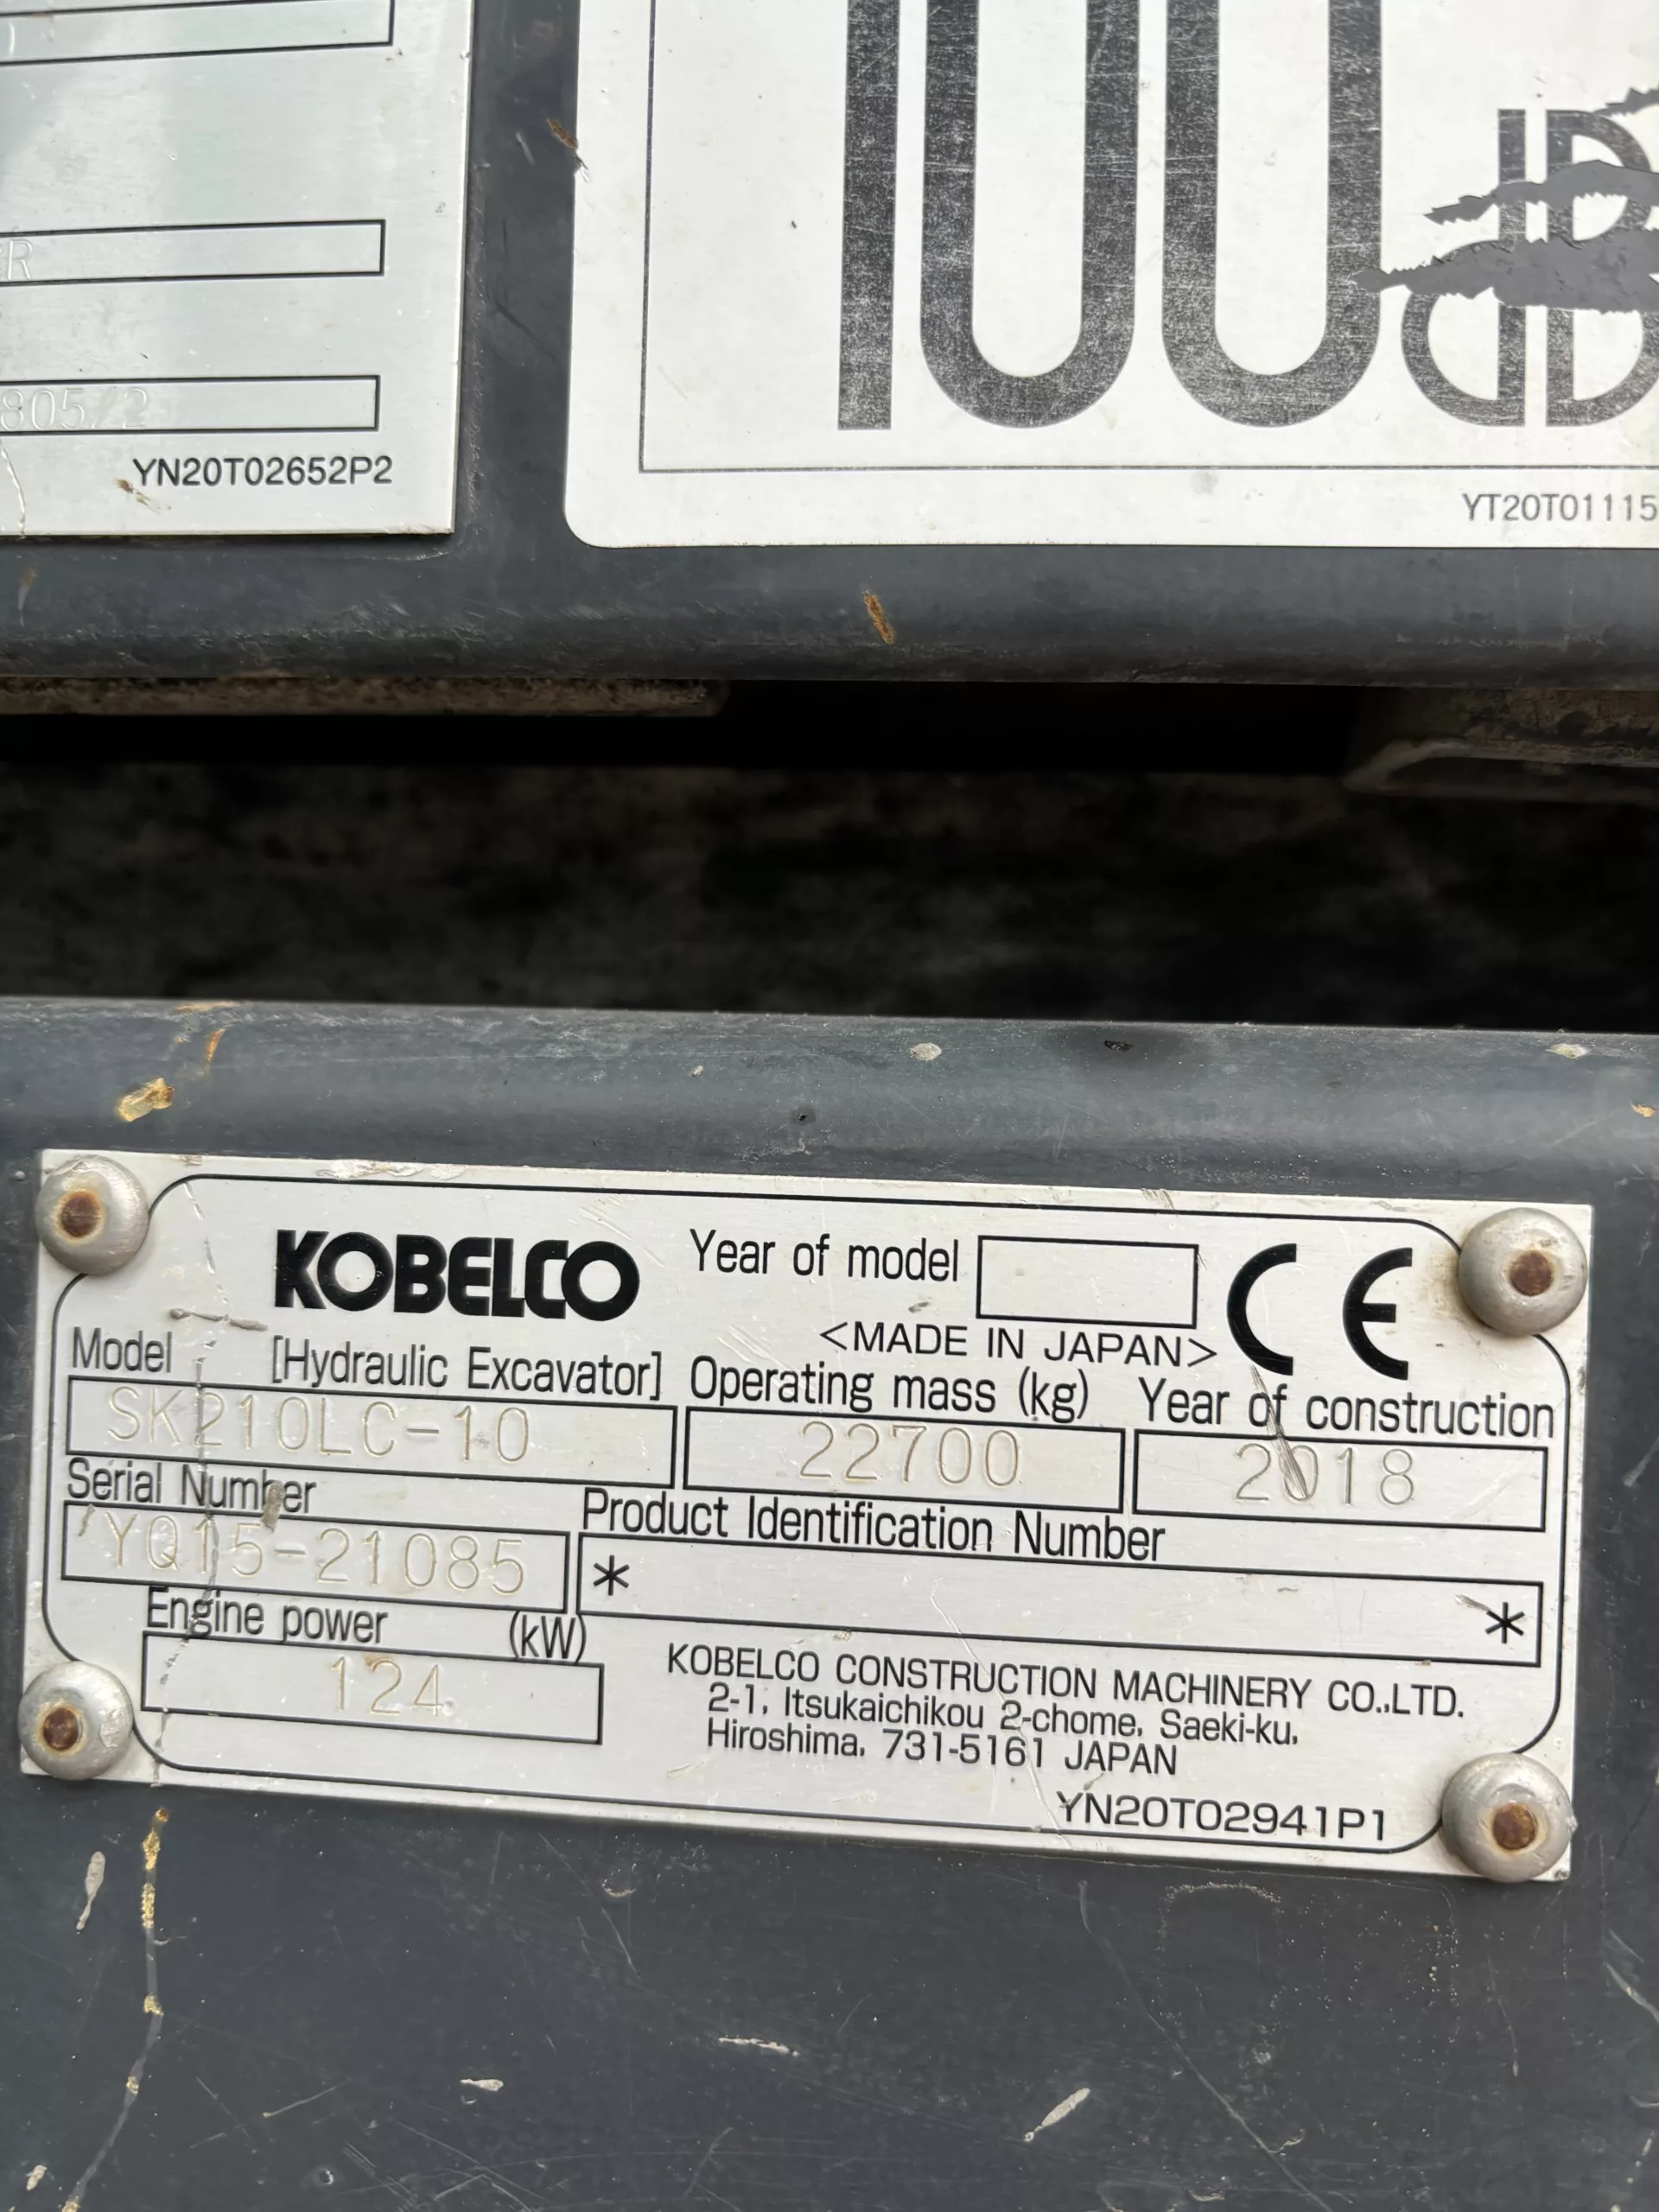 R
805/2
YN20T02652P2
100dB
YT20T01115
KOBELCO
Year of model
<MADE IN JAPAN>
CE
Model [Hydraulic Excavator]
Operating mass (kg)
Year of construction
SK210LC-10
22700
2018
Serial Number
Product Identification Number
YQ15-21085
* *
Engine power (kW)
124
KOBELCO CONSTRUCTION MACHINERY CO.,LTD.
2-1, Itsukaichikou 2-chome, Saeki-ku,
Hiroshima, 731-5161 JAPAN
YN20T02941P1